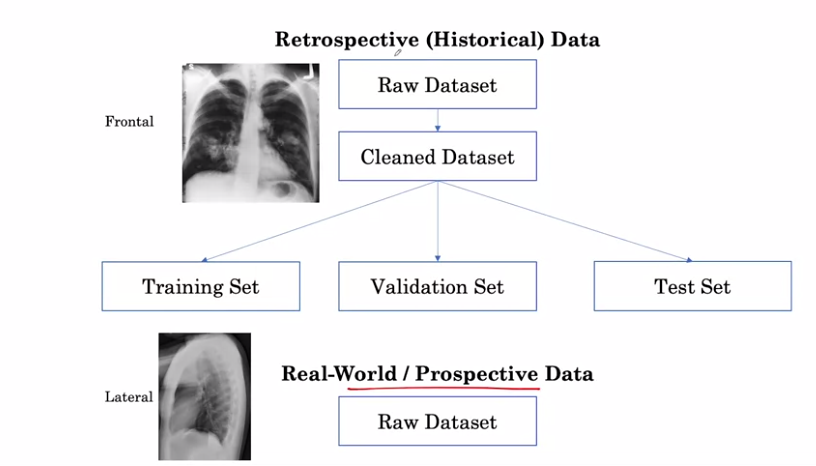 Retrospective (Historical) Data
Raw Dataset
Frontal
Cleaned Dataset
Training Set
Validation Set
Test Set
Real-World / Prospective Data
Lateral
Raw Dataset